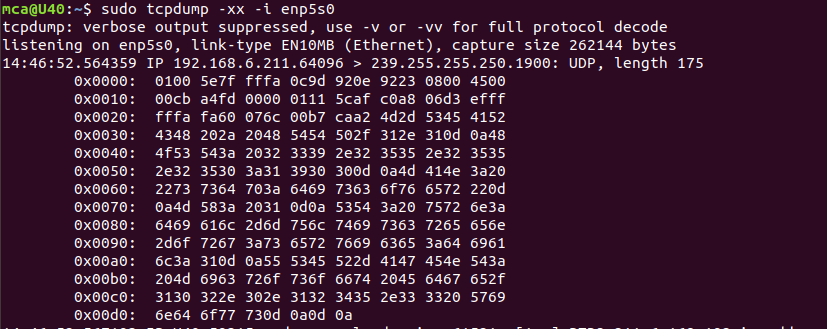 mca@U40:~$ sudo tcpdump -xx -i enp5s0
tcpdump: verbose output suppressed, use -v or -vv for full protocol decode
listening on enp5s0, link-type EN10MB (Ethernet), capture size 262144 bytes
14:46:52.564359 IP 192.168.6.211.64096 > 239.255.255.250.1900: UDP, length 175
0x0000: 0100 5e7f fffa 0c9d 920e 9223 0800 4500
0x0010: 00cb a4fd 0000 0111 5caf c0a8 06d3 efff
0x0020: fffa fa60 076c 00b7 caa2 4d2d 5345 4152
0x0030: 4348 202a 2048 5454 502f 312e 310d 0a48
0x0040: 4f53 543a 2032 3339 2e32 3535 2e32 3535
0x0050: 2e32 3530 3a31 3930 300d 0a4d 414e 3a20
0x0060: 2273 7364 703a 6469 7363 6f76 6572 220d
0x0070: 0a4d 583a 2031 0d0a 5354 3a20 7572 6e3a
0x0080: 6469 616c 2d6d 756c 7469 7363 7265 656e
0x0090: 2d6f 7267 3a73 6572 7669 6365 3a64 6961
0x00a0: 6c3a 310d 0a55 5345 522d 4147 454e 543a
0x00b0: 204d 6963 726f 736f 6674 2045 6467 652f
0x00c0: 3130 322e 302e 3132 3435 2e33 3320 5769
0x00d0: 6e64 6f77 730d 0a0d 0a